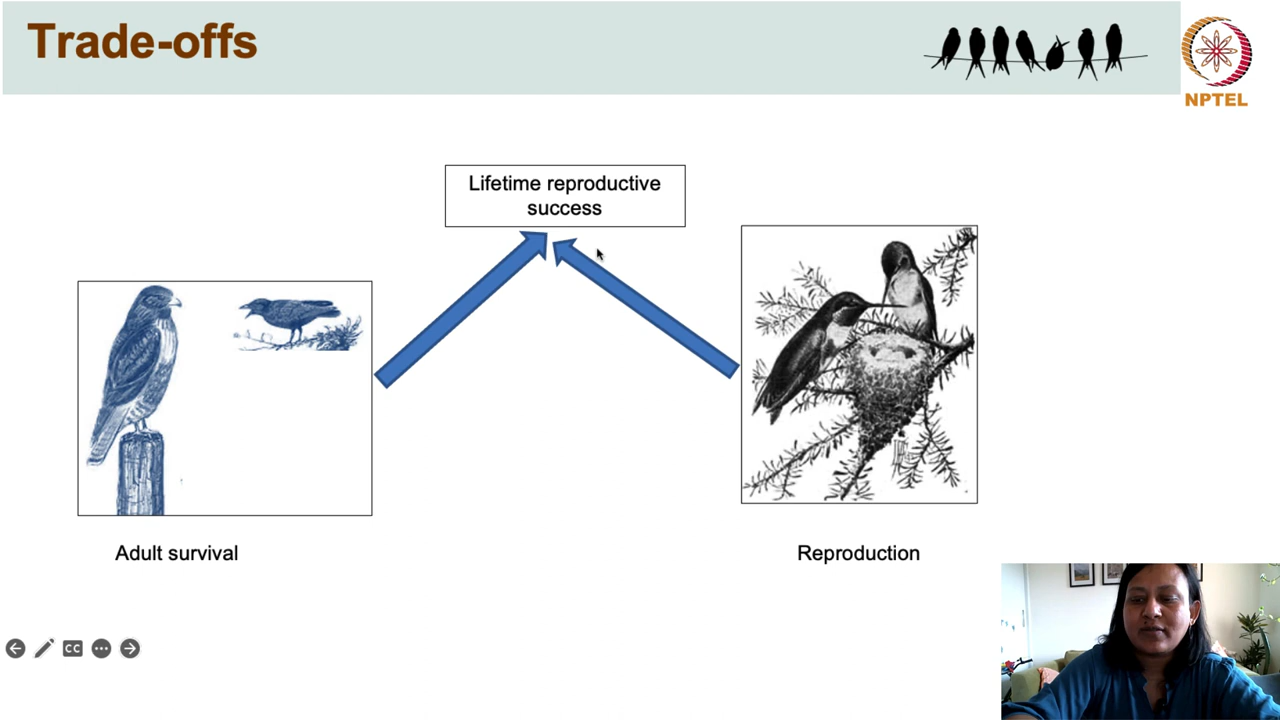 Trade-offs
NPTEL
Lifetime reproductive
success
Adult survival
Reproduction
CC